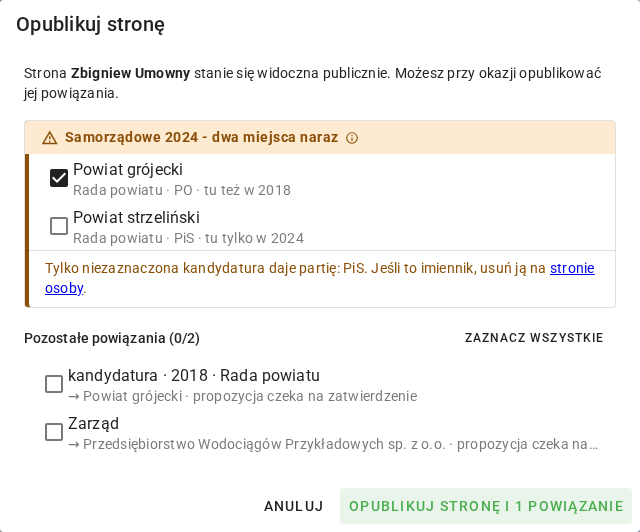 Opublikuj stronę
Strona Zbigniew Umowny stanie się widoczna publicznie. Możesz przy okazji opublikować
jej powiązania.
Samorządowe 2024 - dwa miejsca naraz
Powiat grójecki
Rada powiatu · PO · tu też w 2018
Powiat strzeliński
Rada powiatu · PiS · tu tylko w 2024
Tylko niezaznaczona kandydatura daje partię: PiS. Jeśli to imiennik, usuń ją na stronie
osoby.
Pozostałe powiązania (0/2)
ZAZNACZ WSZYSTKIE
kandydatura · 2018 · Rada powiatu
→ Powiat grójecki · propozycja czeka na zatwierdzenie
Zarząd
→ Przedsiębiorstwo Wodociągów Przykładowych sp. z o.o. · propozycja czeka na…
ANULUJ
OPUBLIKUJ STRONĘ I 1 POWIĄZANIE